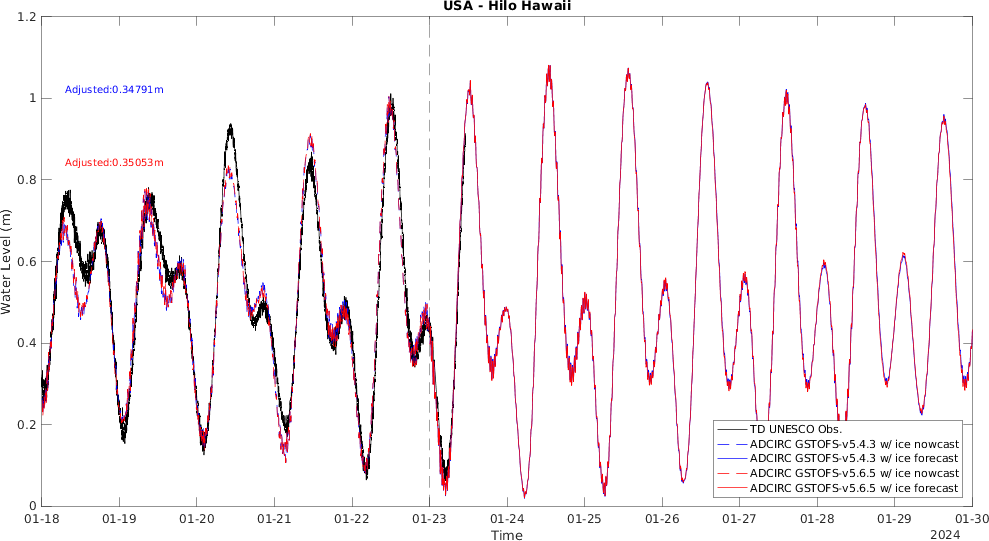 USA - Hilo Hawaii
1.2
1
0.8
0.6
0.4
0.2
0
Water Level (m)
Adjusted:0.34791m
Adjusted:0.35053m
TD UNESCO Obs.
ADCIRC GSTOFS-v5.4.3 w/ ice nowcast
ADCIRC GSTOFS-v5.4.3 w/ ice forecast
ADCIRC GSTOFS-v5.6.5 w/ ice nowcast
ADCIRC GSTOFS-v5.6.5 w/ ice forecast
01-18 01-19 01-20 01-21 01-22 01-23 01-24 01-25 01-26 01-27 01-28 01-29 01-30
Time
2024